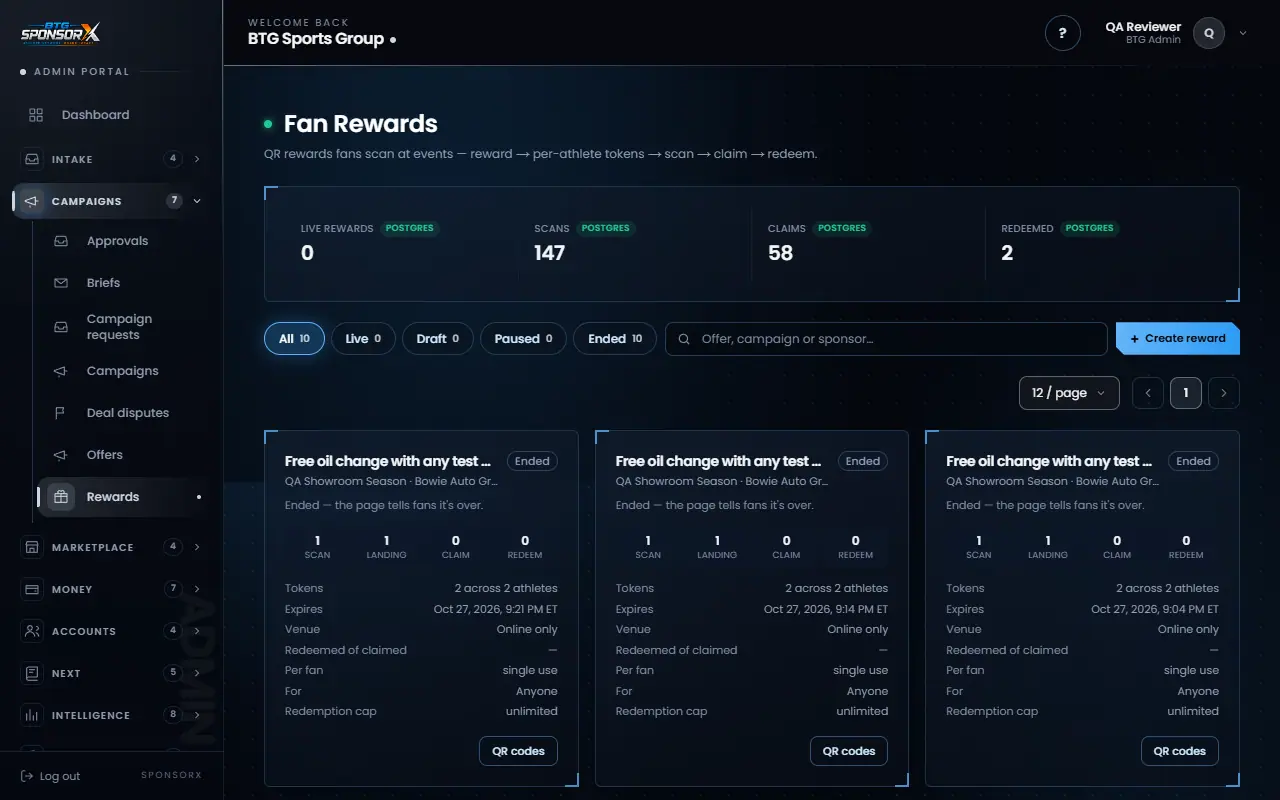 BTG
SPONSORX
ADMIN PORTAL
WELCOME BACK
BTG Sports Group
?
QA Reviewer
BTG Admin
Q
Dashboard
INTAKE 4
CAMPAIGNS 7
Approvals
Briefs
Campaign
requests
Campaigns
Deal disputes
Offers
Rewards
MARKETPLACE 4
MONEY 7
ACCOUNTS 4
NEXT 5
INTELLIGENCE 8
ADMIN
Log out SPONSORX
Fan Rewards
QR rewards fans scan at events — reward → per-athlete tokens → scan → claim → redeem.
LIVE REWARDS POSTGRES
0
SCANS POSTGRES
147
CLAIMS POSTGRES
58
REDEEMED POSTGRES
2
All 10 Live 0 Draft 0 Paused 0 Ended 10 Offer, campaign or sponsor... + Create reward
12 / page 1
Free oil change with any test ... Ended
QA Showroom Season · Bowie Auto Gr...
Ended — the page tells fans it's over.
1 1 0 0
SCAN LANDING CLAIM REDEEM
Tokens 2 across 2 athletes
Expires Oct 27, 2026, 9:21 PM ET
Venue Online only
Redeemed of claimed —
Per fan single use
For Anyone
Redemption cap unlimited
QR codes
Free oil change with any test ... Ended
QA Showroom Season · Bowie Auto Gr...
Ended — the page tells fans it's over.
1 1 0 0
SCAN LANDING CLAIM REDEEM
Tokens 2 across 2 athletes
Expires Oct 27, 2026, 9:14 PM ET
Venue Online only
Redeemed of claimed —
Per fan single use
For Anyone
Redemption cap unlimited
QR codes
Free oil change with any test ... Ended
QA Showroom Season · Bowie Auto Gr...
Ended — the page tells fans it's over.
1 1 0 0
SCAN LANDING CLAIM REDEEM
Tokens 2 across 2 athletes
Expires Oct 27, 2026, 9:04 PM ET
Venue Online only
Redeemed of claimed —
Per fan single use
For Anyone
Redemption cap unlimited
QR codes